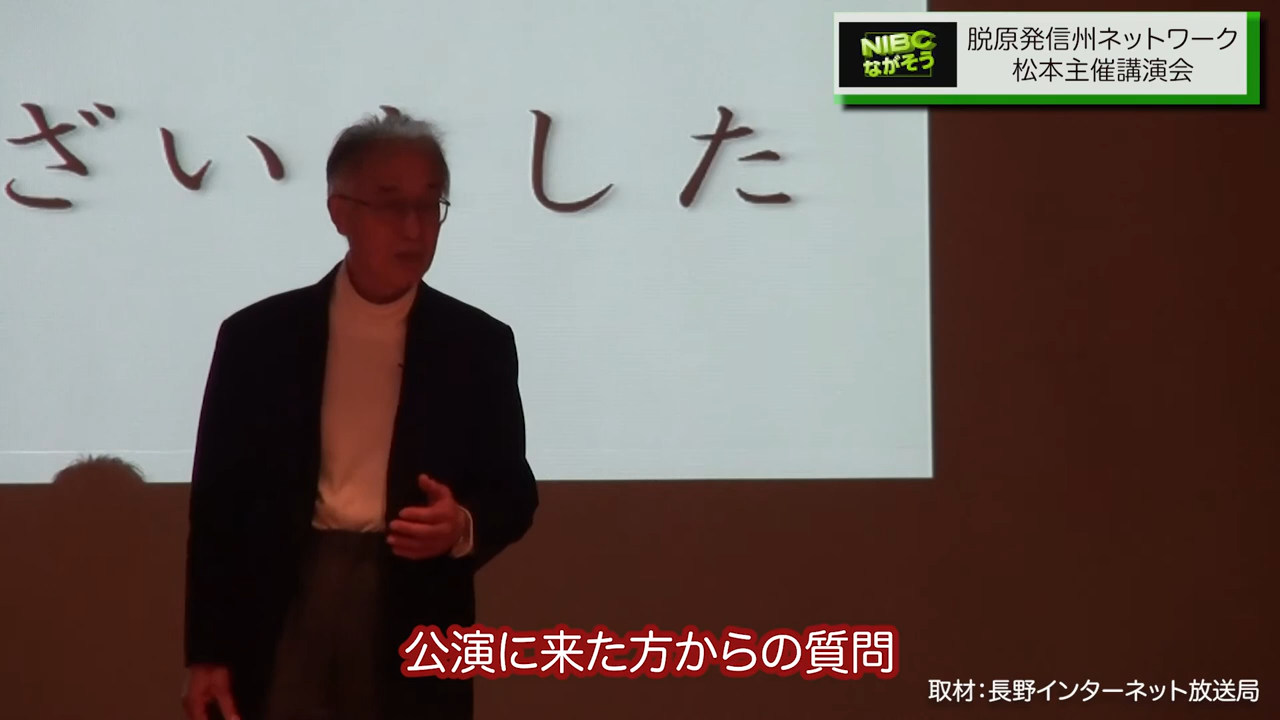 NIBC
ながそう
脱原発信州ネットワーク
松本主催講演会
ざい した
公演に来た方からの質問
取材：長野インターネット放送局